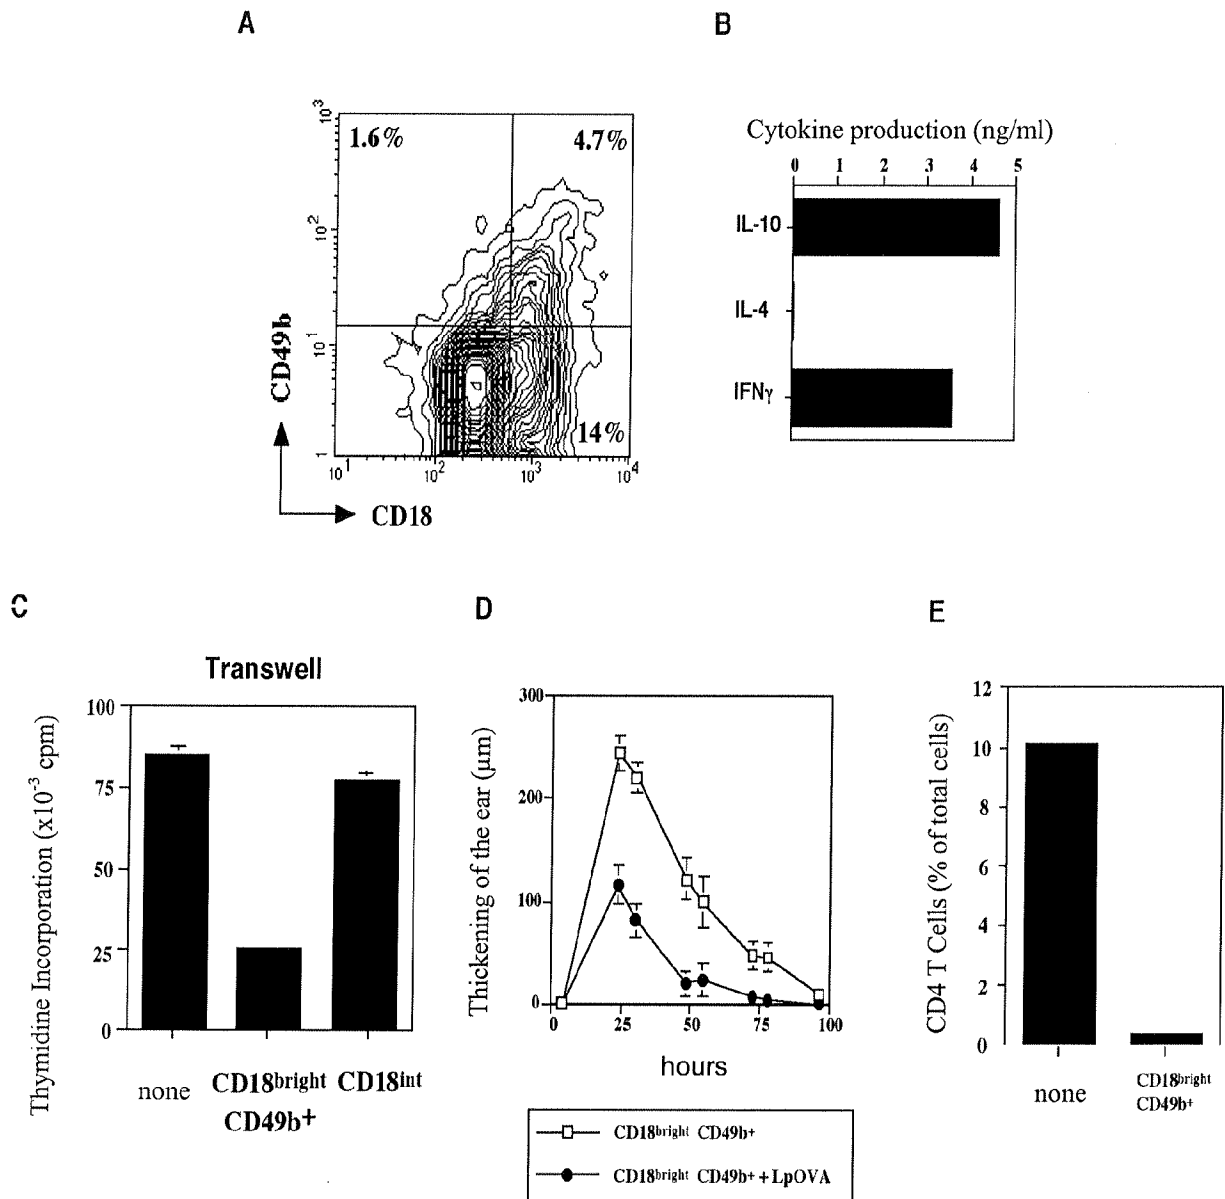 A
B
10³
1.6%
4.7%
10²
10¹
1
14%
10¹ 10² 10³ 10⁴
CD49b
CD18
Cytokine production (ng/ml)
0 1 2 3 4 5
IL-10
IL-4
IFNγ
C
D
E
Transwell
Thymidine Incorporation (x10⁻³ cpm)
100
75
50
25
0
none
CD18bright
CD49b+
CD18int
Thickening of the ear (μm)
300
200
100
0
0 25 50 75 100
hours
CD18bright CD49b+
CD18bright CD49b+ +LpOVA
CD4 T Cells (% of total cells)
12
10
8
6
4
2
0
none
CD18bright
CD49b+